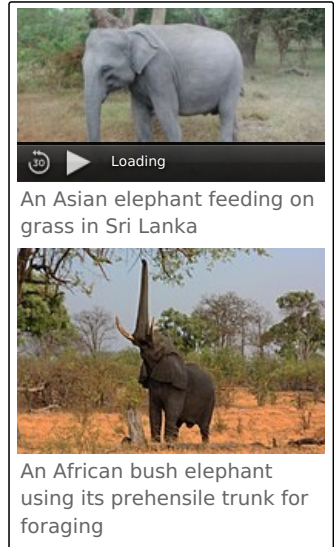 30
Loading
An Asian elephant feeding on
grass in Sri Lanka
An African bush elephant
using its prehensile trunk for
foraging